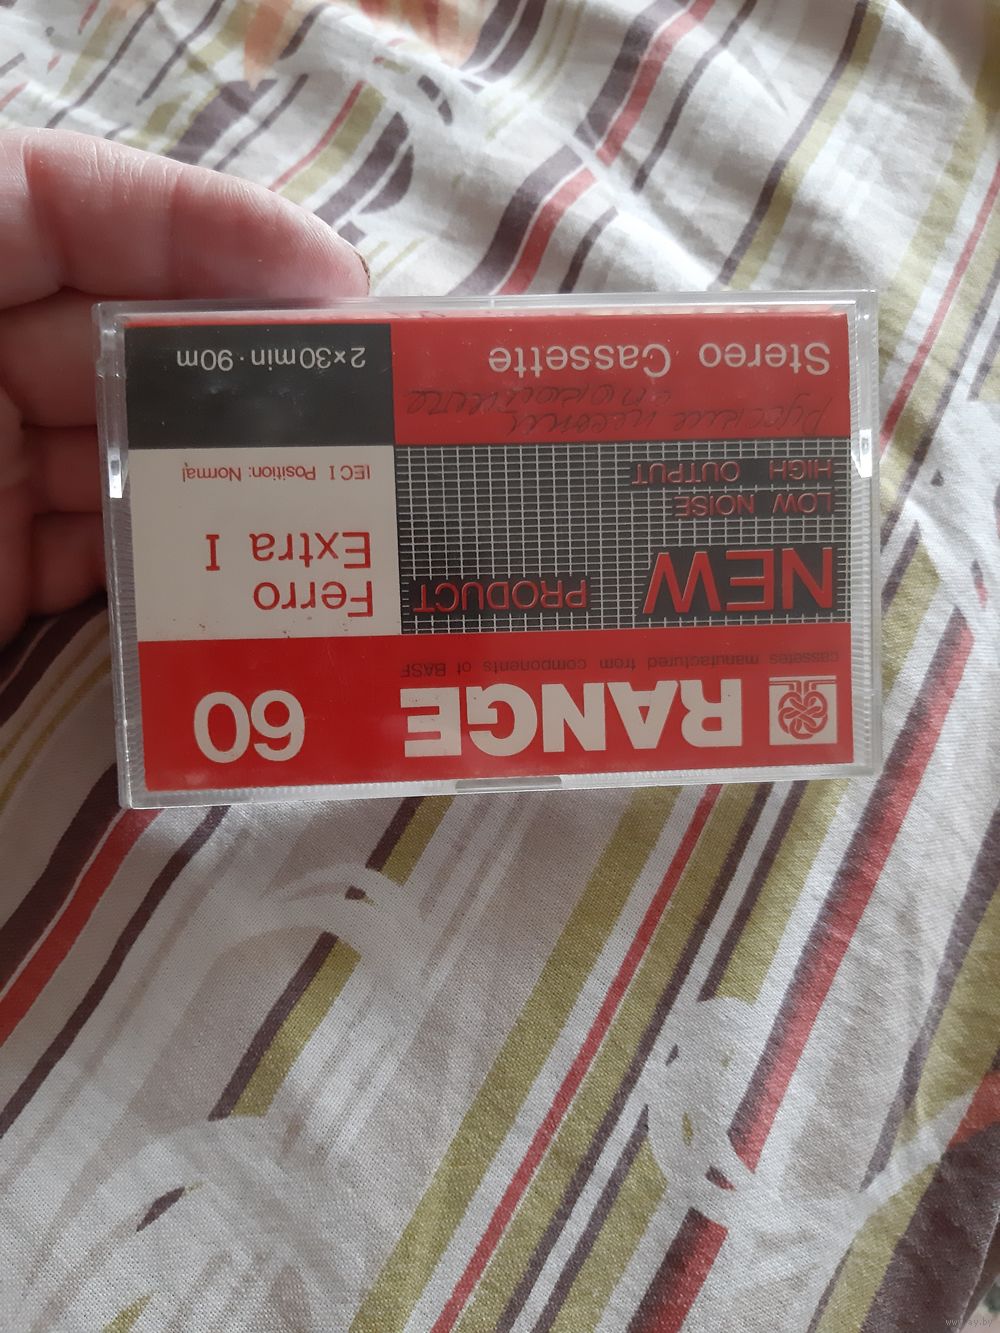 RANGE 60
cassettes manufactured from components of BASF
NEW PRODUCT
LOW NOISE
HIGH OUTPUT
Ferro
Extra I
IEC I Position: Normal
Русские
Stereo Cassette
2×30min·90m